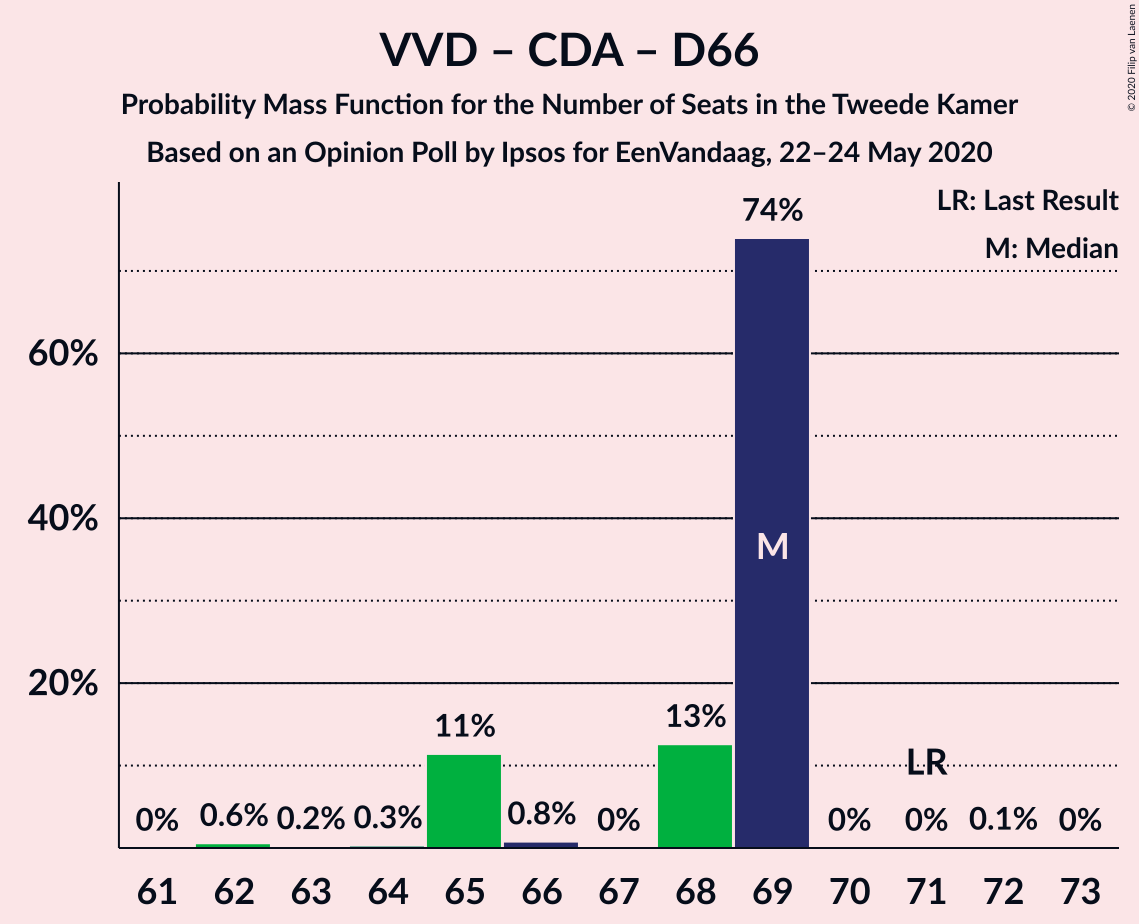 VVD – CDA – D66
Probability Mass Function for the Number of Seats in the Tweede Kamer
Based on an Opinion Poll by Ipsos for EenVandaag, 22–24 May 2020
© 2020 Filip van Laenen
LR: Last Result
M: Median
74%
60%
40%
M
20%
13%
11%
LR
0%
0.6%
0.2%
0.3%
0.8%
0%
0%
0%
0.1%
0%
61 62 63 64 65 66 67 68 69 70 71 72 73